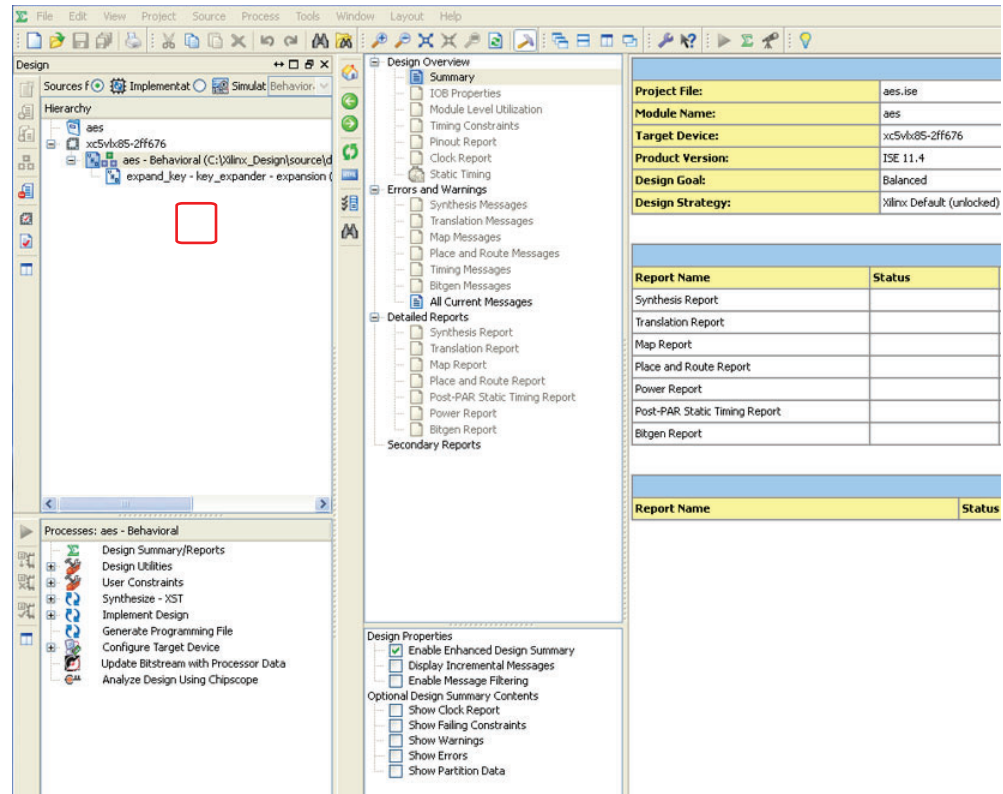 File Edit View Project Source Process Tools Window Layout Help
Design
Sources f Implementat Simulat Behavior.
Hierarchy
aes
xc5vlx85-2ff676
aes - Behavioral (C:\Xilinx_Design\source\d
expand_key - key_expander - expansion (
Processes: aes - Behavioral
Design Summary/Reports
Design Utilities
User Constraints
Synthesize - XST
Implement Design
Generate Programming File
Configure Target Device
Update Bitstream with Processor Data
Analyze Design Using Chipscope
Design Overview
Summary
IOB Properties
Module Level Utilization
Timing Constraints
Pinout Report
Clock Report
Static Timing
Errors and Warnings
Synthesis Messages
Translation Messages
Map Messages
Place and Route Messages
Timing Messages
Bitgen Messages
All Current Messages
Detailed Reports
Synthesis Report
Translation Report
Map Report
Place and Route Report
Post-PAR Static Timing Report
Power Report
Bitgen Report
Secondary Reports
Design Properties
Enable Enhanced Design Summary
Display Incremental Messages
Enable Message Filtering
Optional Design Summary Contents
Show Clock Report
Show Failing Constraints
Show Warnings
Show Errors
Show Partition Data
Project File: aes.ise
Module Name: aes
Target Device: xc5vlx85-2ff676
Product Version: ISE 11.4
Design Goal: Balanced
Design Strategy: Xilinx Default (unlocked)
Report Name Status
Synthesis Report
Translation Report
Map Report
Place and Route Report
Power Report
Post-PAR Static Timing Report
Bitgen Report
Report Name Status